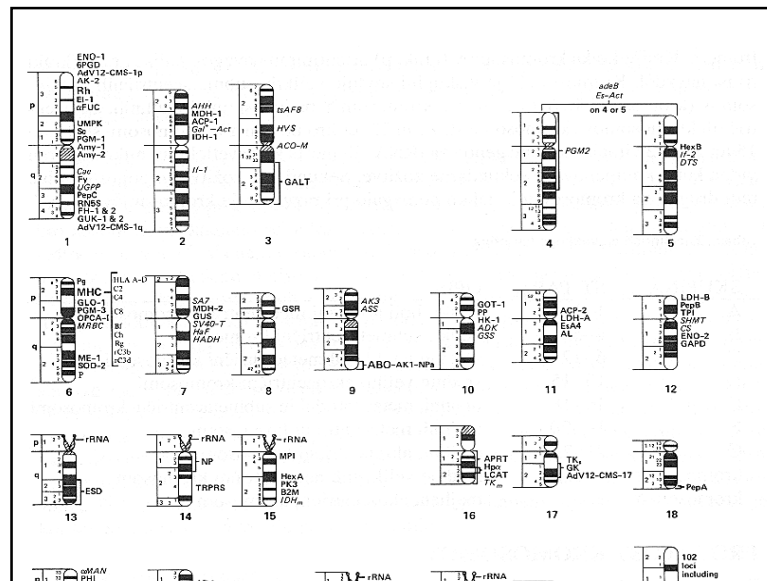 ENO-1
6PGD
AdV12-CMS-1p
AK-2
Rh
El-1
αFUC
UMPK
Sc
PGM-1
Amy-1
Amy-2
Cae
Fy
UGPP
PepC
RN5S
FH-1 & 2
GUK-1 & 2
AdV12-CMS-1q
p
q
1
AHH
MDH-1
ACP-1
Gal⁺-Act
IDH-1
If-1
2
tsAF8
HVS
ACO-M
GALT
3
adeB
Es-Act
on 4 or 5
PGM2
4
HexB
If-2
DTS
5
Pg
MHC
GLO-1
PGM-3
OPCA-I
MRBC
ME-1
SOD-2
P
p
q
6
HLA A-D
C2
C4
C8
Bf
Ch
Rg
rC3b
rC3d
SA7
MDH-2
GUS
SV40-T
HaF
HADH
7
GSR
8
AK3
ASS
ABO-AK1-NPa
9
GOT-1
PP
HK-1
ADK
GSS
10
ACP-2
LDH-A
EsA4
AL
11
LDH-B
PepB
TPI
SHMT
CS
ENO-2
GAPD
12
p
q
rRNA
ESD
13
rRNA
NP
TRPRS
14
rRNA
MPI
HexA
PK3
B2M
IDHm
15
APRT
Hpα
LCAT
TKm
16
TKs
GK
AdV12-CMS-17
17
PepA
18
αMAN
PHI
rRNA
rRNA
102
loci
including